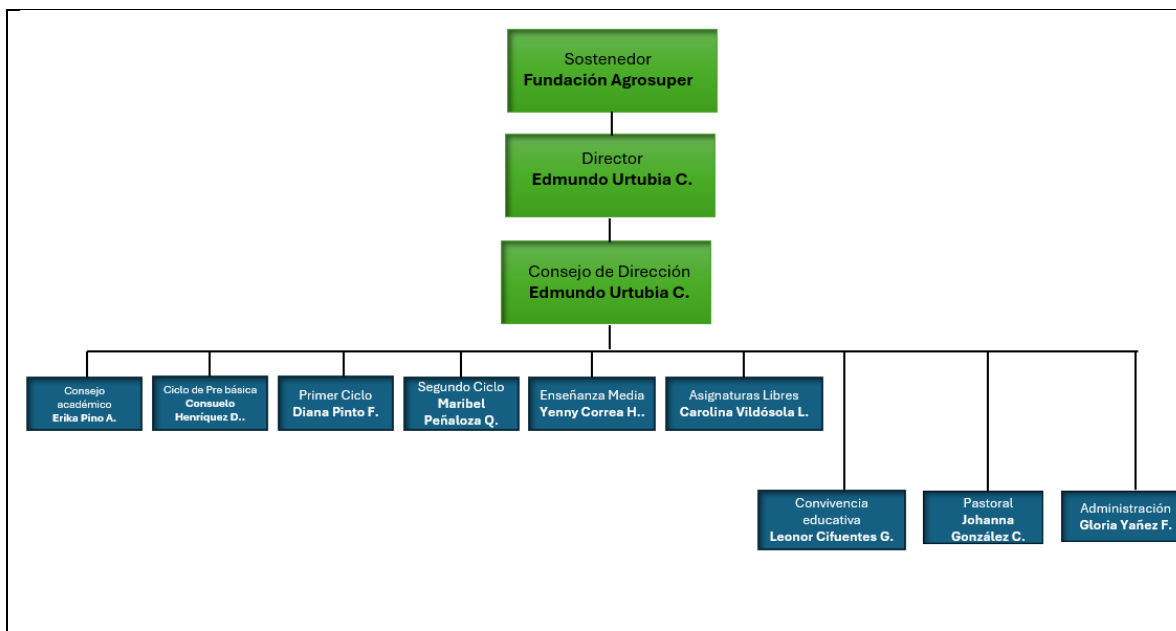 Sostenedor
Fundación Agrosuper
Director
Edmundo Urtubia C.
Consejo de Dirección
Edmundo Urtubia C.
Consejo
académico
Erika Pino A.
Ciclo de Pre básica
Consuelo
Henríquez D..
Primer Ciclo
Diana Pinto F.
Segundo Ciclo
Maribel
Peñaloza Q.
Enseñanza Media
Yenny Correa H..
Asignaturas Libres
Carolina Vildósola L.
Convivencia
educativa
Leonor Cifuentes G.
Pastoral
Johanna
González C.
Administración
Gloria Yañez F.